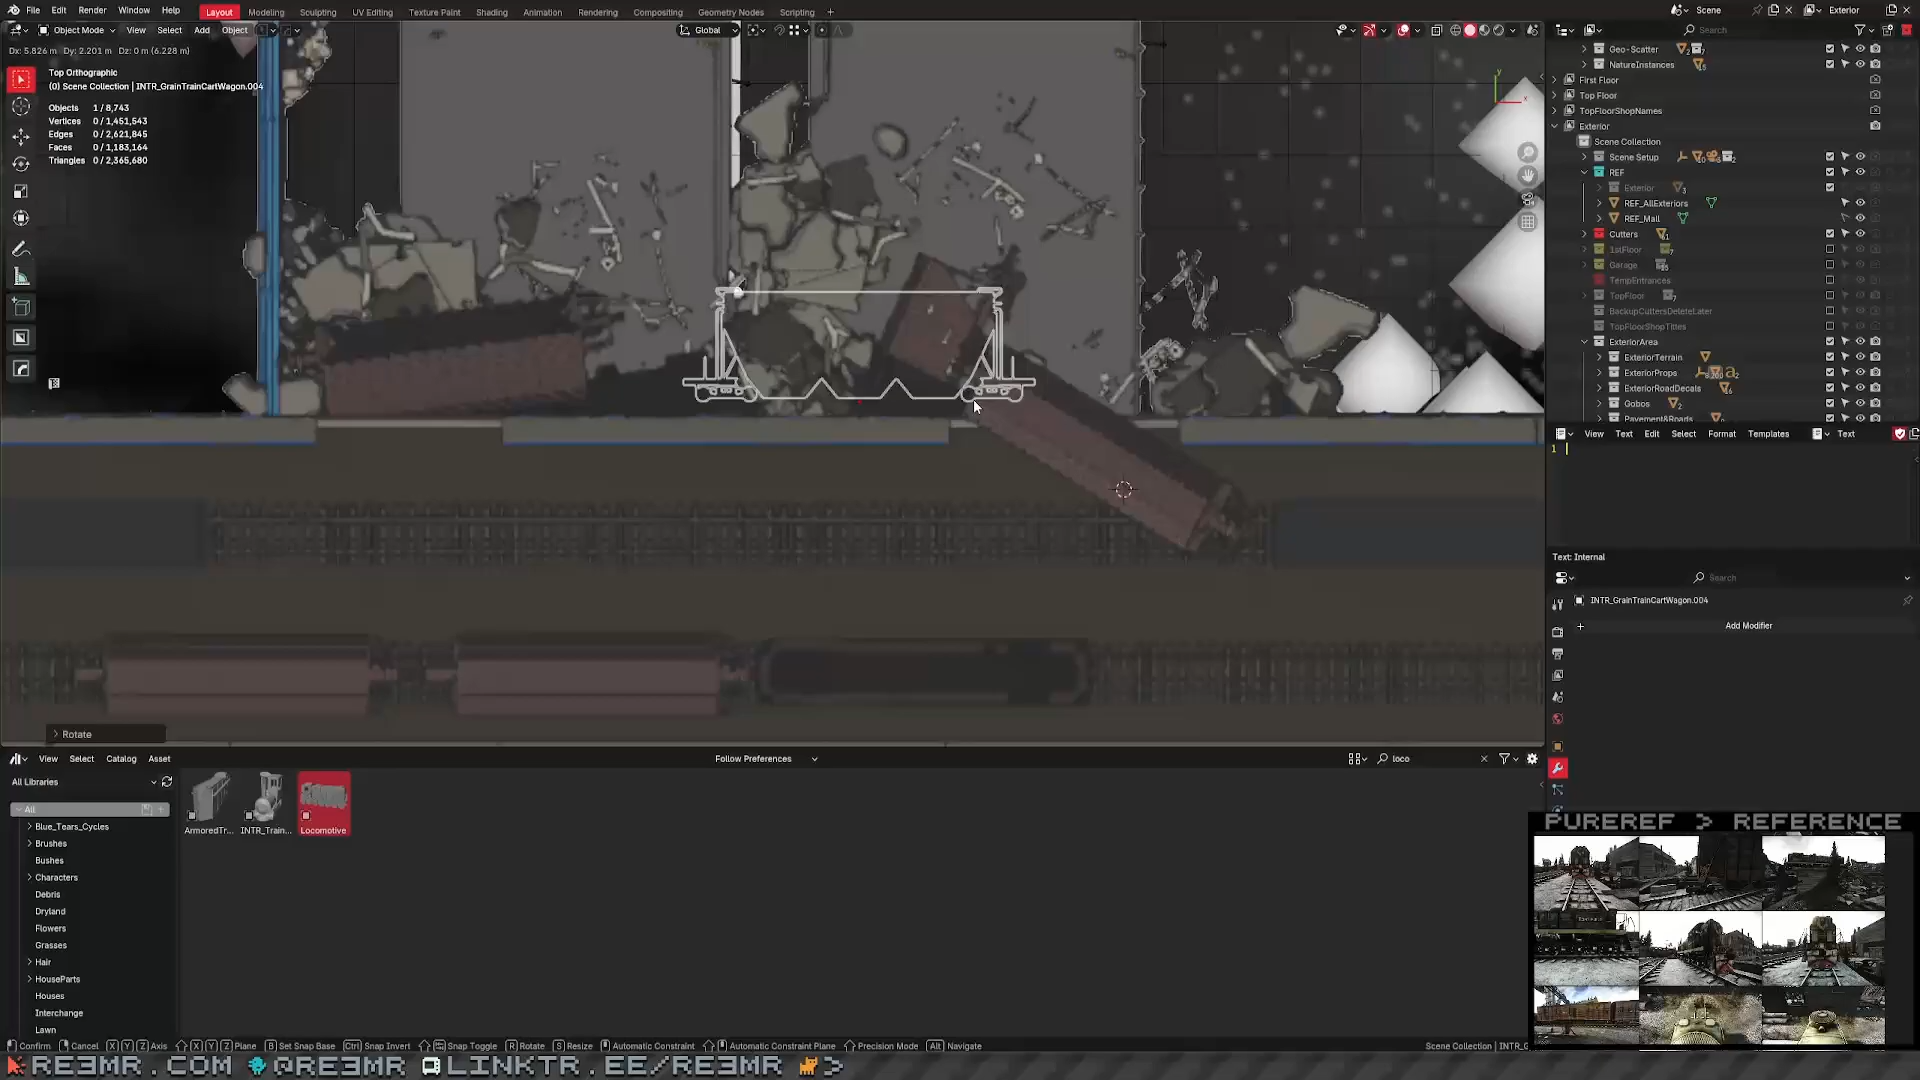 File Edit Render Window Help Layout Modeling Sculpting UV Editing Texture Paint Shading Animation Rendering Compositing Geometry Nodes Scripting + Scene Exterior
Object Mode View Select Add Object Global Search
Dx: 5.826 m Dy: 2.201 m Dz: 0 m (6.228 m)
Top Orthographic
(0) Scene Collection | INTR_GrainTrainCartWagon.004
Objects 1 / 8,743
Vertices 0 / 1,451,543
Edges 0 / 2,621,845
Faces 0 / 1,183,164
Triangles 0 / 2,365,680
Geo-Scatter
NatureInstances
First Floor
Top Floor
TopFloorShopNames
Exterior
Scene Collection
Scene Setup
REF
Exterior
REF_AllExteriors
REF_Mall
Cutters
1stFloor
Garage
TempEntrances
TopFloor
BackupCuttersDeleteLater
TopFloorShopTitles
ExteriorArea
ExteriorTerrain
ExteriorProps
ExteriorRoadDecals
Gobos
Pavement&Roads
View Text Edit Select Format Templates Text
1
Text: Internal
Search
INTR_GrainTrainCartWagon.004
+ Add Modifier
> Rotate
View Select Catalog Asset Follow Preferences loco
All Libraries
All
Blue_Tears_Cycles
Brushes
Bushes
Characters
Debris
Dryland
Flowers
Grasses
Hair
HouseParts
Houses
Interchange
Lawn
ArmoredTr... INTR_Train... Locomotive
PUREREF > REFERENCE
Confirm Cancel X Y Z Axis X Y Z Plane B Set Snap Base Ctrl Snap Invert Snap Toggle R Rotate S Resize Automatic Constraint Automatic Constraint Plane Precision Mode Alt Navigate Scene Collection | INTR_G
RE3MR.COM @RE3MR LINKTR.EE/RE3MR >